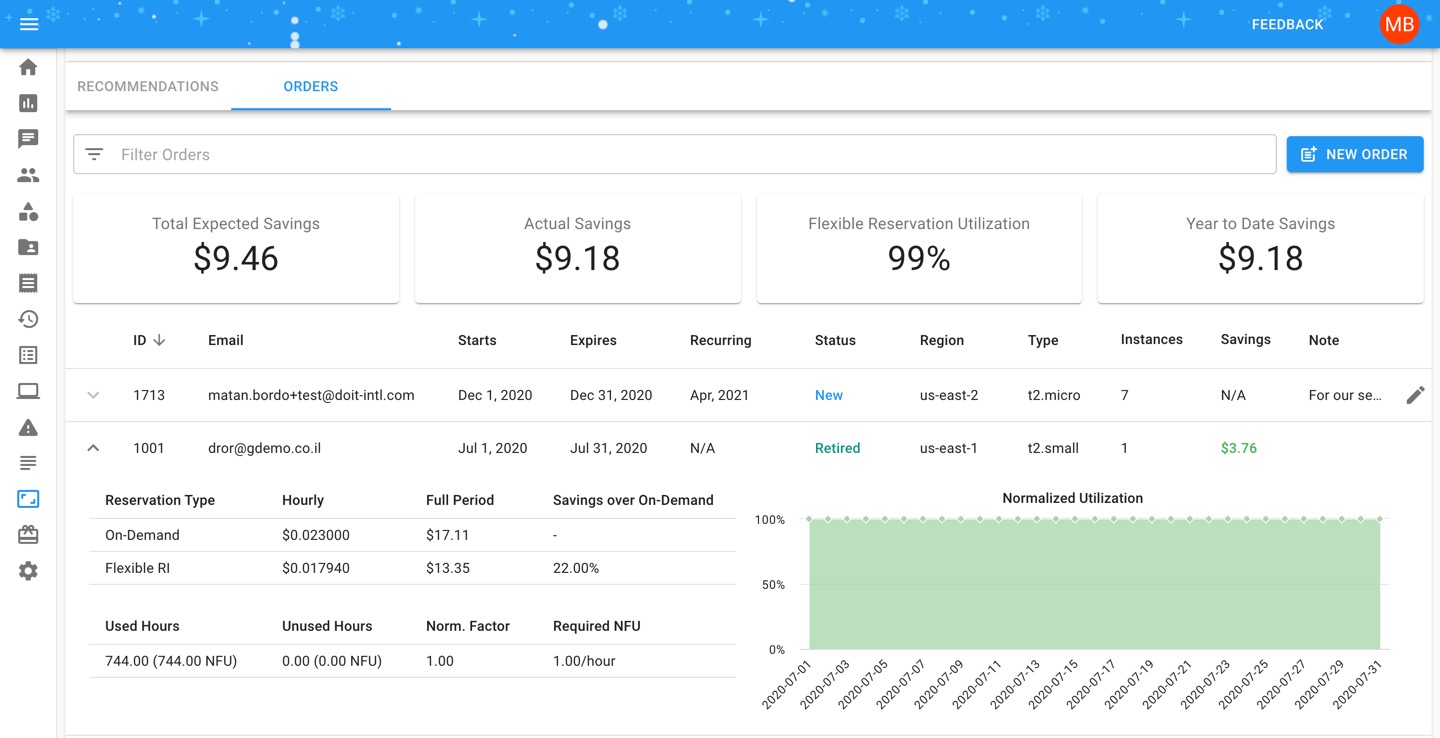 FEEDBACK
MB
RECOMMENDATIONS ORDERS
Filter Orders
NEW ORDER
Total Expected Savings
$9.46
Actual Savings
$9.18
Flexible Reservation Utilization
99%
Year to Date Savings
$9.18
ID Email Starts Expires Recurring Status Region Type Instances Savings Note
1713 matan.bordo+test@doit-intl.com Dec 1, 2020 Dec 31, 2020 Apr, 2021 New us-east-2 t2.micro 7 N/A For our se...
1001 dror@gdemo.co.il Jul 1, 2020 Jul 31, 2020 N/A Retired us-east-1 t2.small 1 $3.76
Reservation Type Hourly Full Period Savings over On-Demand
On-Demand $0.023000 $17.11 -
Flexible RI $0.017940 $13.35 22.00%
Used Hours Unused Hours Norm. Factor Required NFU
744.00 (744.00 NFU) 0.00 (0.00 NFU) 1.00 1.00/hour
Normalized Utilization
100%
50%
0%
2020-07-01 2020-07-03 2020-07-05 2020-07-07 2020-07-09 2020-07-11 2020-07-13 2020-07-15 2020-07-17 2020-07-19 2020-07-21 2020-07-23 2020-07-25 2020-07-27 2020-07-29 2020-07-31